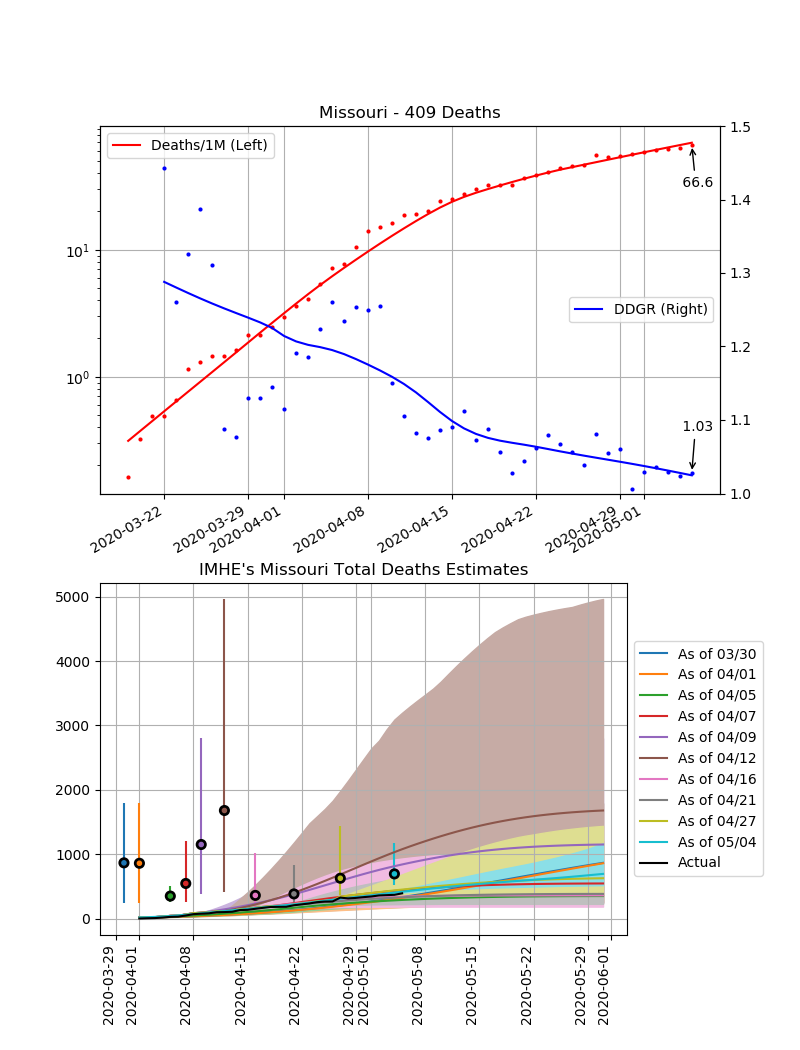 Missouri - 409 Deaths
Deaths/1M (Left)
DDGR (Right)
66.6
1.03
10¹
10⁰
1.5
1.4
1.3
1.2
1.1
1.0
2020-03-22
2020-03-29
2020-04-01
2020-04-08
2020-04-15
2020-04-22
2020-04-29
2020-05-01
IMHE's Missouri Total Deaths Estimates
5000
4000
3000
2000
1000
0
2020-03-29
2020-04-01
2020-04-08
2020-04-15
2020-04-22
2020-04-29
2020-05-01
2020-05-08
2020-05-15
2020-05-22
2020-05-29
2020-06-01
As of 03/30
As of 04/01
As of 04/05
As of 04/07
As of 04/09
As of 04/12
As of 04/16
As of 04/21
As of 04/27
As of 05/04
Actual